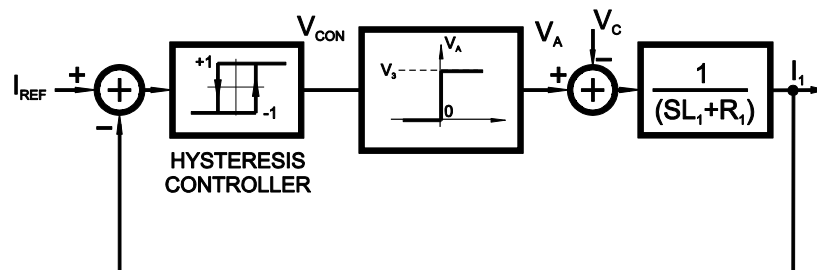 V_CON
V_A
V_C
I_REF
+
−
+
+1
-1
V_A
V_3
0
+
−
+
1
(SL_1+R_1)
I_1
HYSTERESIS
CONTROLLER